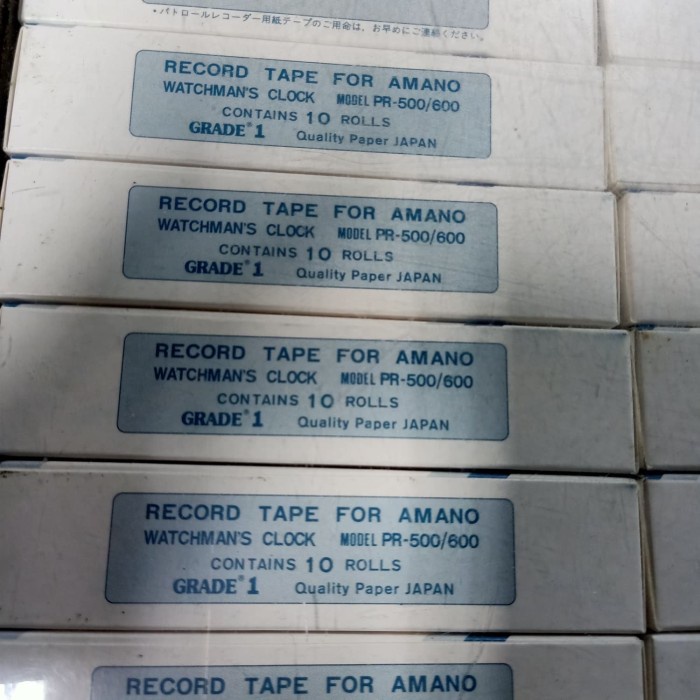 •パトロールレコーダー用紙テープのご用命は、お早めにご連絡ください。
RECORD TAPE FOR AMANO
WATCHMAN'S CLOCK MODEL PR-500/600
CONTAINS 10 ROLLS
GRADE® 1 Quality Paper JAPAN
RECORD TAPE FOR AMANO
WATCHMAN'S CLOCK MODEL PR-500/600
CONTAINS 10 ROLLS
GRADE® 1 Quality Paper JAPAN
RECORD TAPE FOR AMANO
WATCHMAN'S CLOCK MODEL PR-500/600
CONTAINS 10 ROLLS
GRADE® 1 Quality Paper JAPAN
RECORD TAPE FOR AMANO
WATCHMAN'S CLOCK MODEL PR-500/600
CONTAINS 10 ROLLS
GRADE® 1 Quality Paper JAPAN
RECORD TAPE FOR AMANO